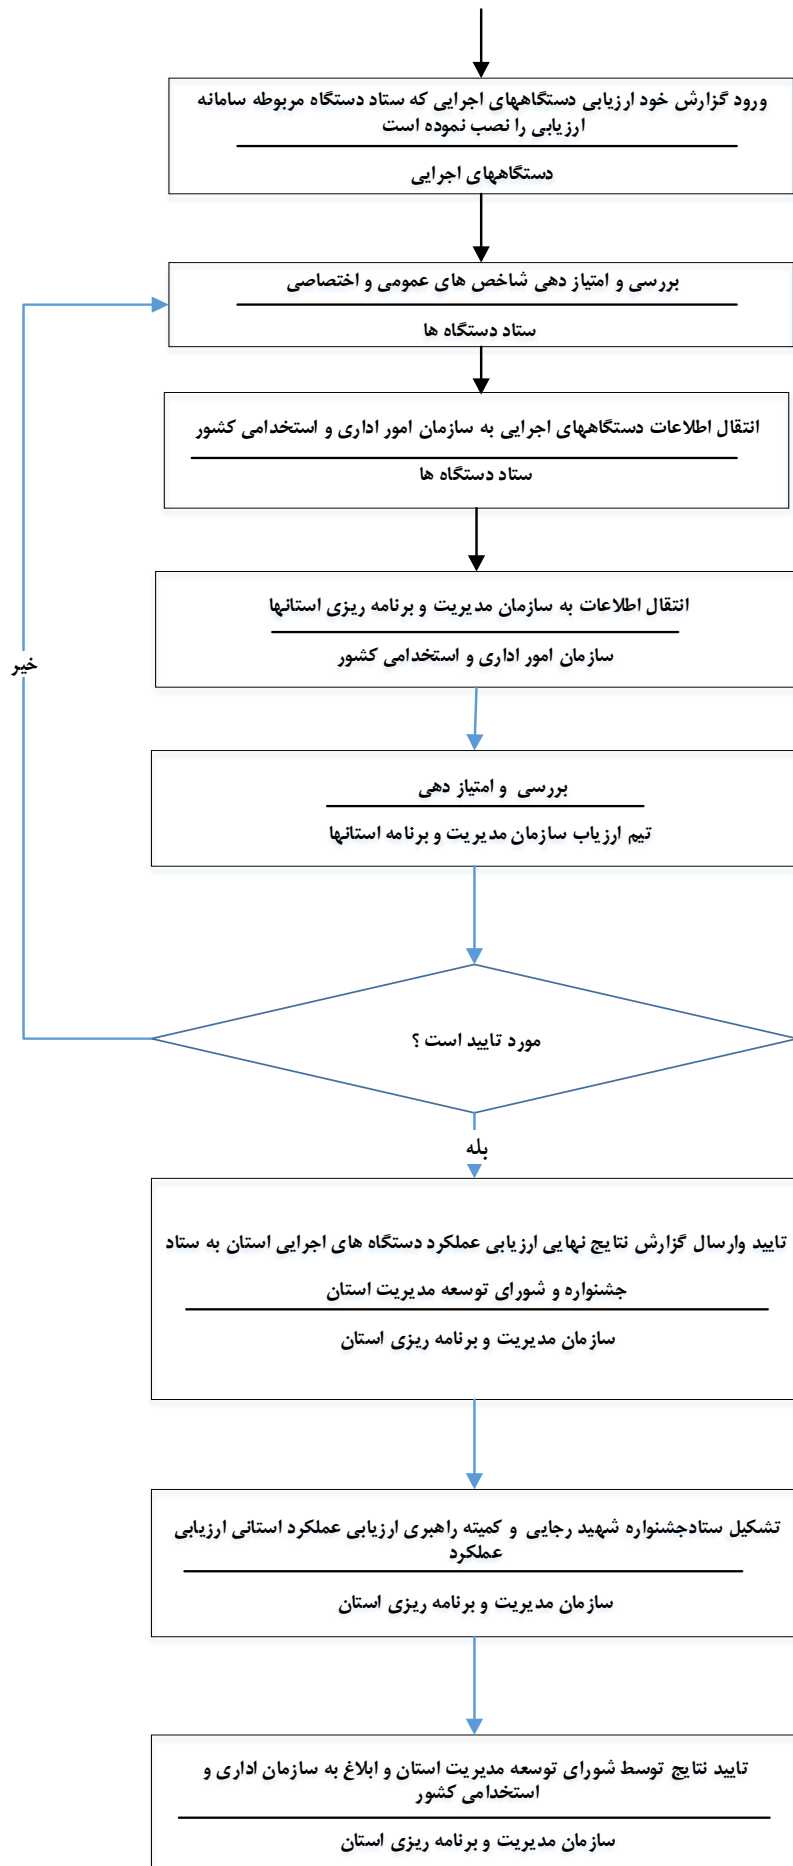 ورود گزارش خود ارزیابی دستگاههای اجرایی که ستاد دستگاه مربوطه سامانه
ارزیابی را نصب نموده است
دستگاههای اجرایی
بررسی و امتیاز دهی شاخص های عمومی و اختصاصی
ستاد دستگاه ها
انتقال اطلاعات دستگاههای اجرایی به سازمان امور اداری و استخدامی کشور
ستاد دستگاه ها
انتقال اطلاعات به سازمان مدیریت و برنامه ریزی استانها
سازمان امور اداری و استخدامی کشور
خیر
بررسی و امتیاز دهی
تیم ارزیاب سازمان مدیریت و برنامه استانها
مورد تایید است ؟
بله
تایید وارسال گزارش نتایج نهایی ارزیابی عملکرد دستگاه های اجرایی استان به ستاد
جشنواره و شورای توسعه مدیریت استان
سازمان مدیریت و برنامه ریزی استان
تشکیل ستادجشنواره شهید رجایی و کمیته راهبری ارزیابی عملکرد استانی ارزیابی
عملکرد
سازمان مدیریت و برنامه ریزی استان
تایید نتایج توسط شورای توسعه مدیریت استان و ابلاغ به سازمان اداری و
استخدامی کشور
سازمان مدیریت و برنامه ریزی استان